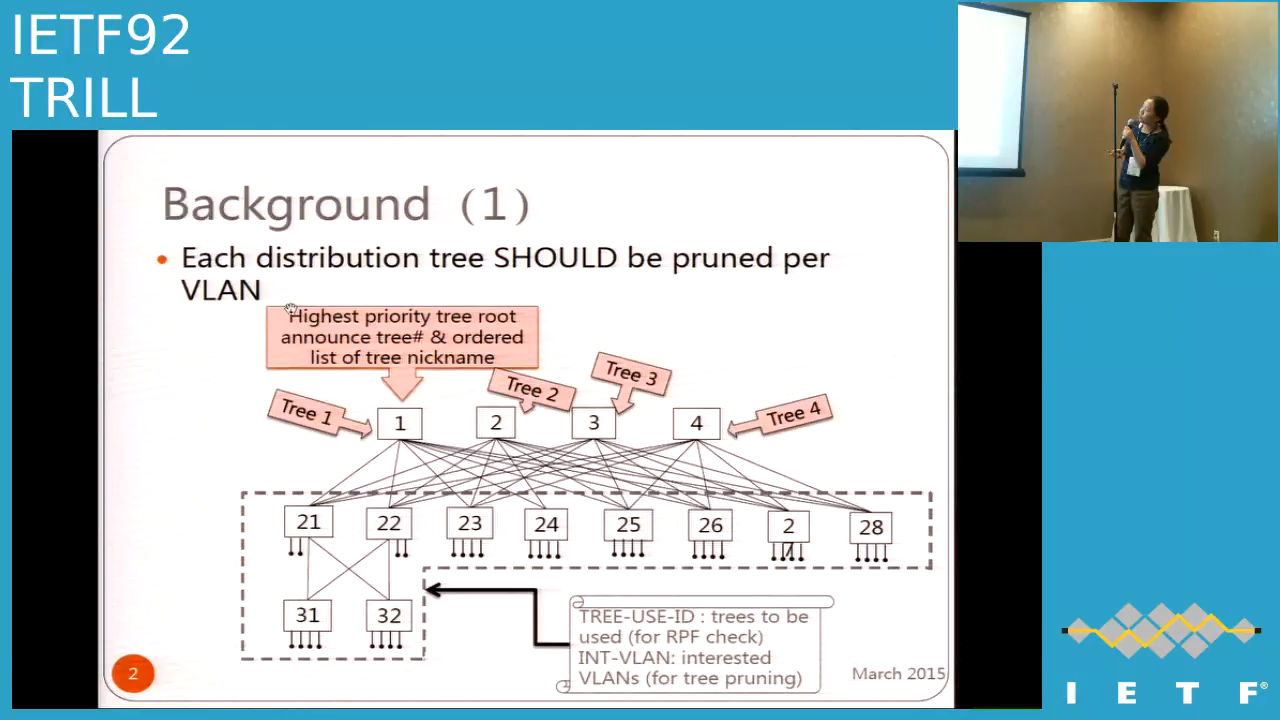 IETF92
TRILL
Background (1)
• Each distribution tree SHOULD be pruned per
VLAN
Highest priority tree root
announce tree# & ordered
list of tree nickname
Tree 1
Tree 2
Tree 3
Tree 4
1
2
3
4
21
22
23
24
25
26
2
7
28
31
32
TREE-USE-ID : trees to be
used (for RPF check)
INT-VLAN: interested
VLANs (for tree pruning)
2
March 2015
I E T F®